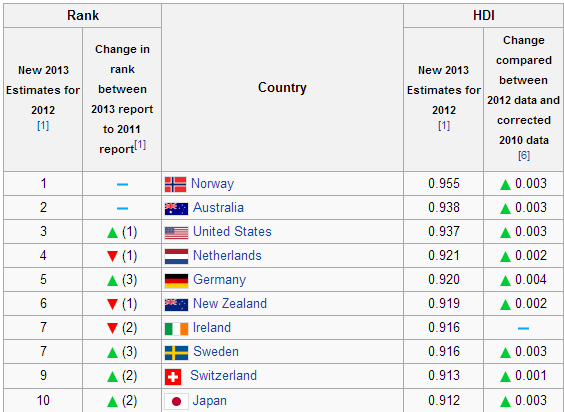 Rank
HDI
New 2013
Estimates for
2012
[1]
Change in
rank
between
2013 report
to 2011
report[1]
Country
New 2013
Estimates for
2012
[1]
Change
compared
between
2012 data and
corrected
2010 data
[6]
1 – Norway 0.955 ▲ 0.003
2 – Australia 0.938 ▲ 0.003
3 ▲ (1) United States 0.937 ▲ 0.003
4 ▼ (1) Netherlands 0.921 ▲ 0.002
5 ▲ (3) Germany 0.920 ▲ 0.004
6 ▼ (1) New Zealand 0.919 ▲ 0.002
7 ▼ (2) Ireland 0.916 –
7 ▲ (3) Sweden 0.916 ▲ 0.003
9 ▲ (2) Switzerland 0.913 ▲ 0.001
10 ▲ (2) Japan 0.912 ▲ 0.003